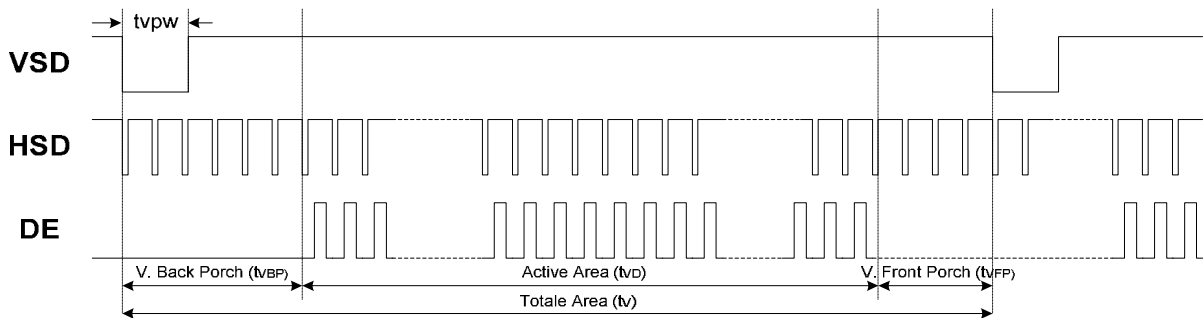 tvpw
VSD
HSD
DE
V. Back Porch (tVBP)
Active Area (tVD)
V. Front Porch (tVFP)
Totale Area (tV)